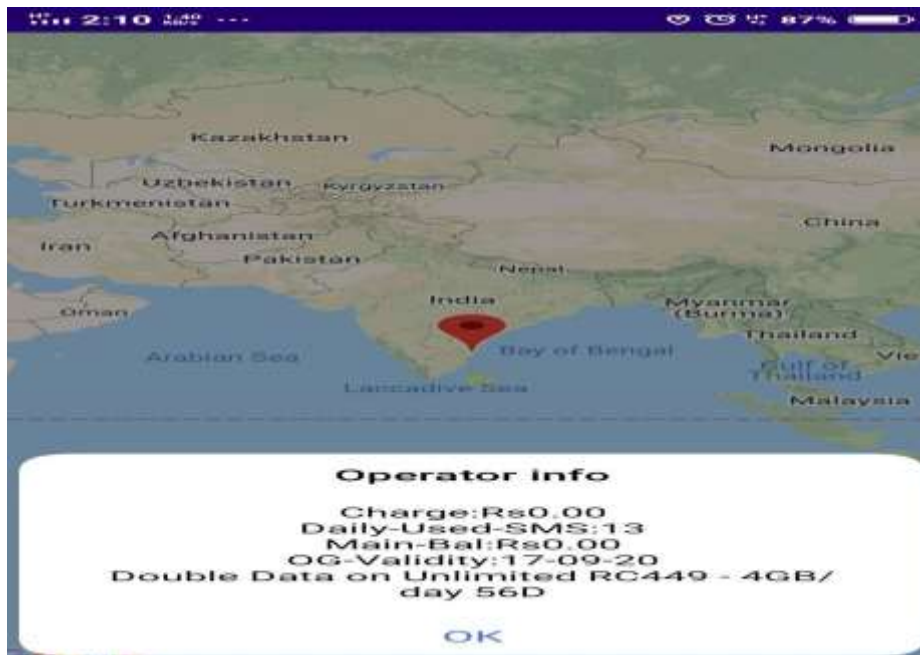 2:10
87%
Kazakhstan
Mongolia
Uzbekistan
Kyrgyzstan
Turkmenistan
China
Afghanistan
Iran
Pakistan
Nepal
India
Oman
Myanmar
(Burma)
Thailand
Arabian Sea
Bay of Bengal
Vie
Gulf of
Thailand
Laccadive Sea
Malaysia
Operator info
Charge:Rs0.00
Daily-Used-SMS:13
Main-Bal:Rs0.00
OG-Validity:17-09-20
Double Data on Unlimited RC449 - 4GB/
day 56D
OK